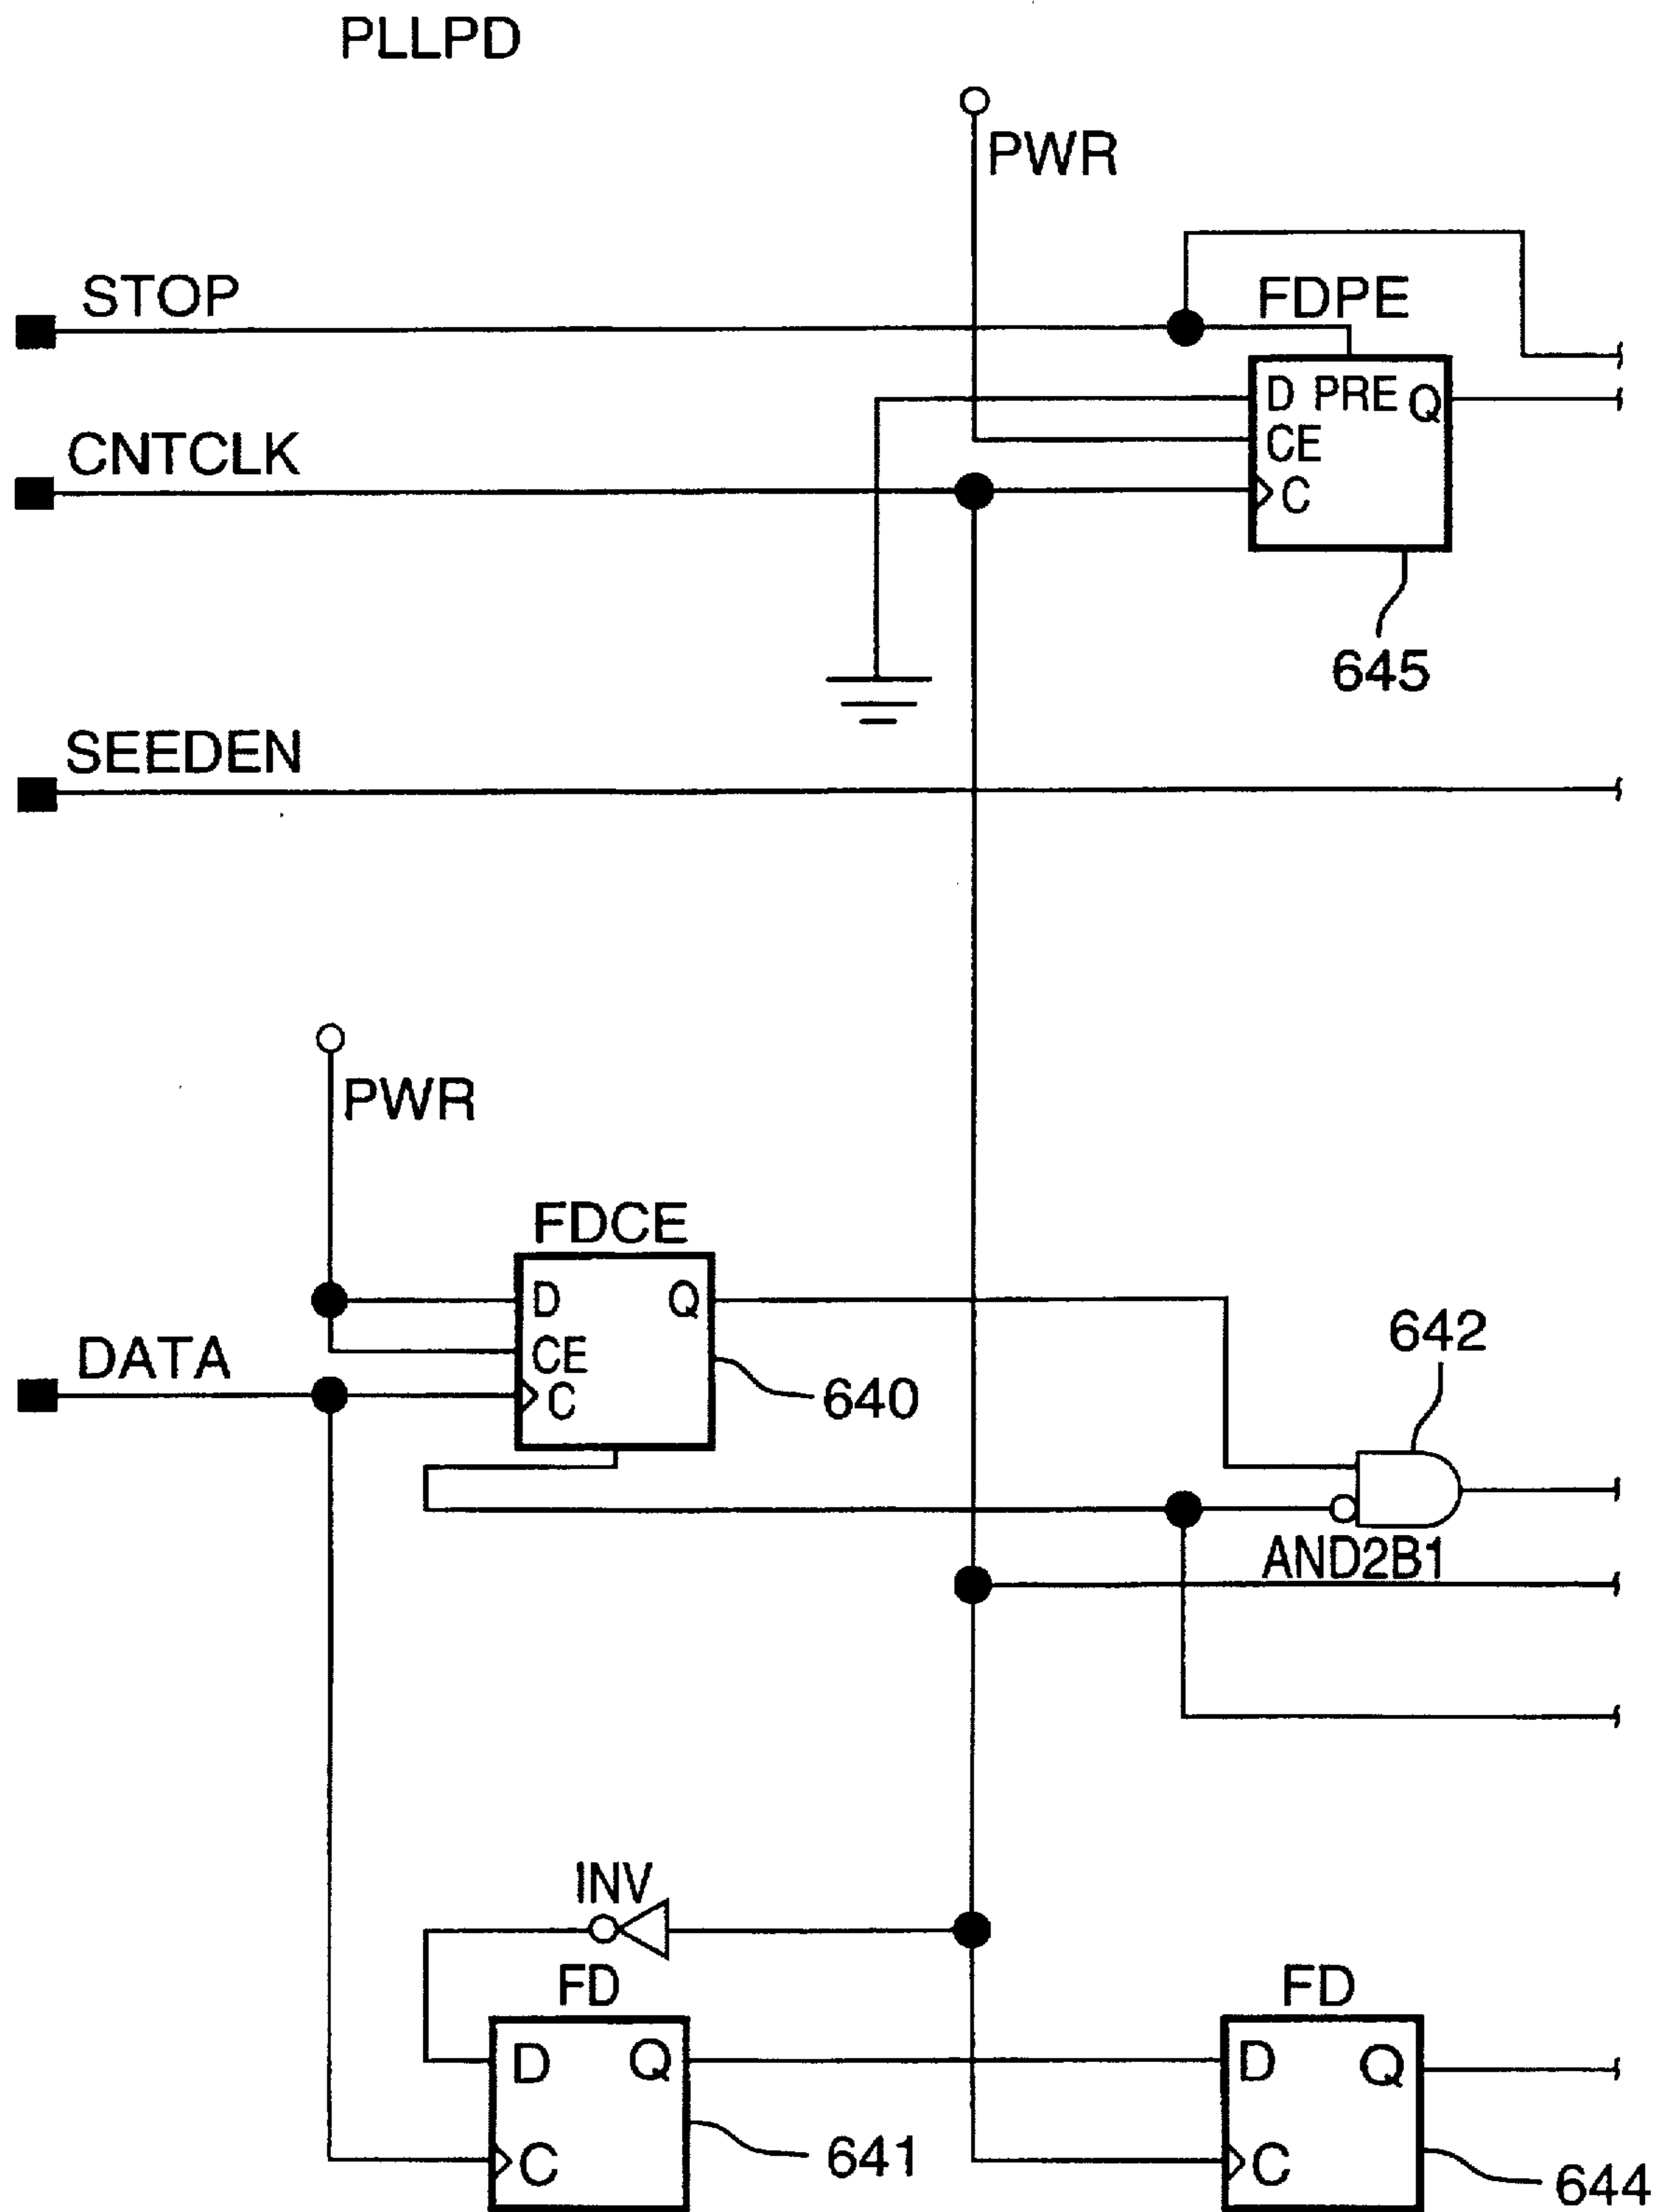 PLLPD
PWR
STOP
FDPE
D PRE Q
CE
C
CNTCLK
645
SEEDEN
PWR
FDCE
D Q
CE
C
DATA
640
642
AND2B1
INV
FD
D Q
C
641
FD
D Q
C
644